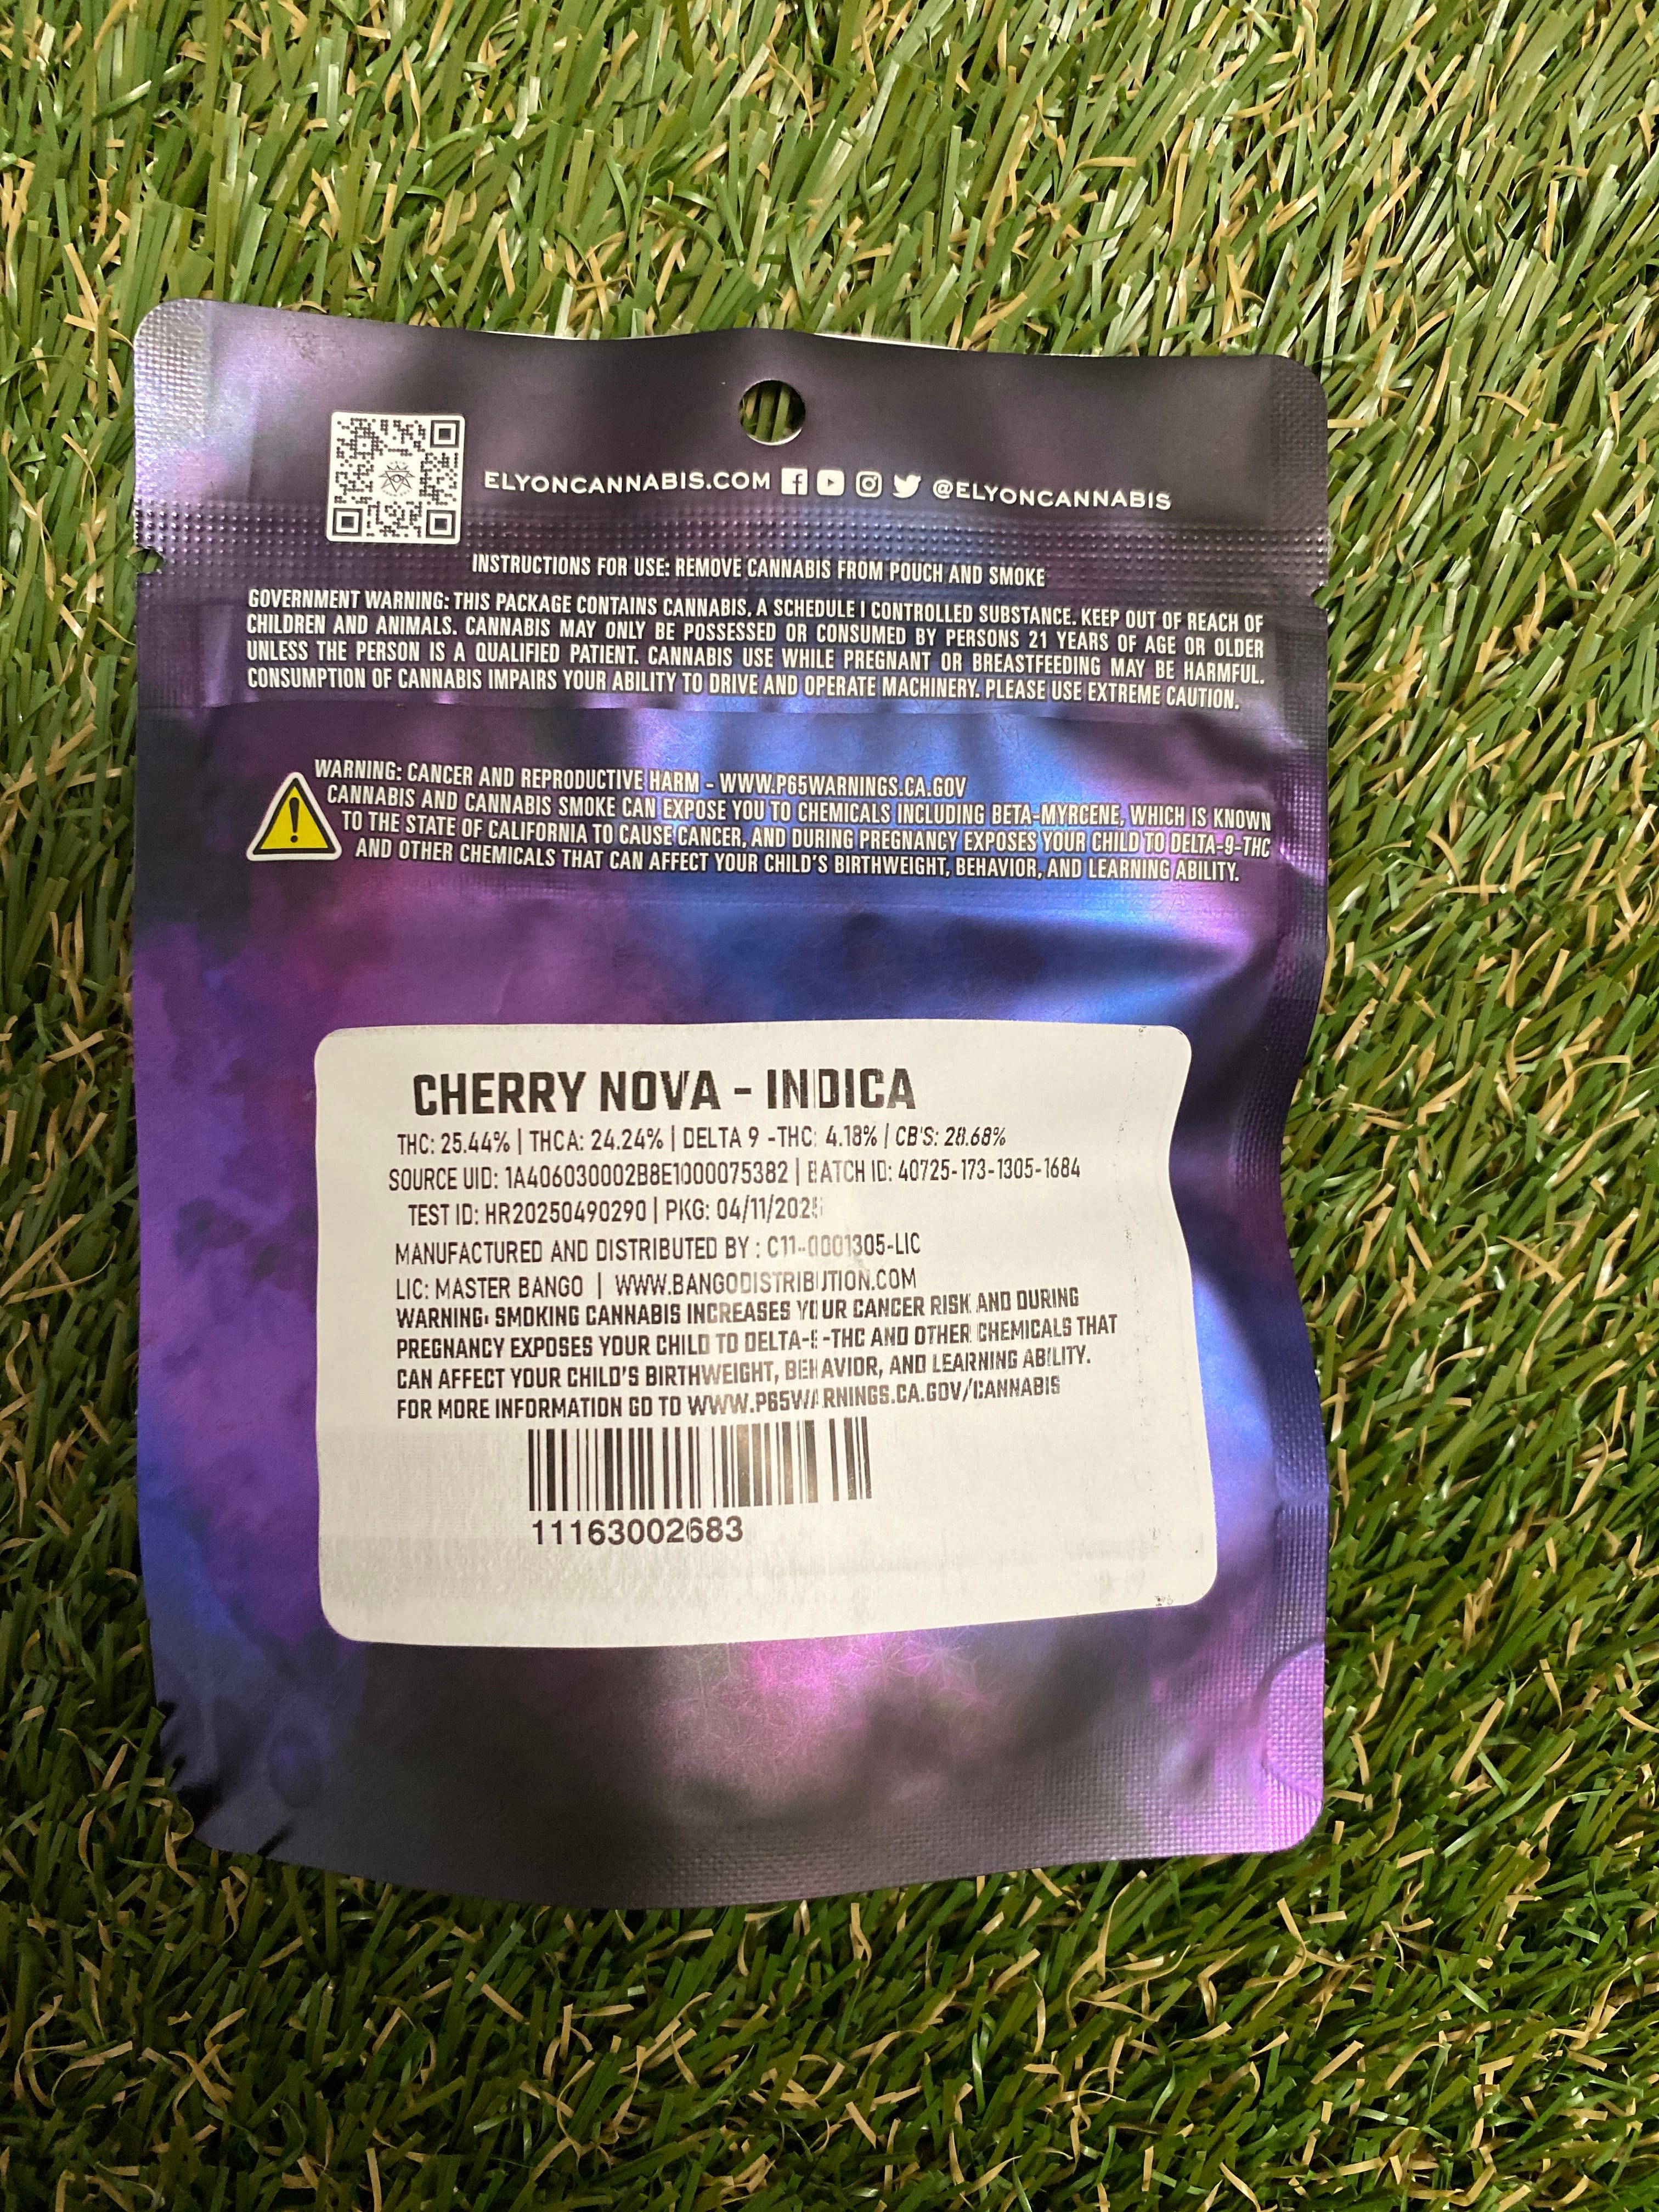 ELYONCANNABIS.COM @ELYONCANNABIS
INSTRUCTIONS FOR USE: REMOVE CANNABIS FROM POUCH AND SMOKE
GOVERNMENT WARNING: THIS PACKAGE CONTAINS CANNABIS. A SCHEDULE I CONTROLLED SUBSTANCE. KEEP OUT OF REACH OF
CHILDREN AND ANIMALS. CANNABIS MAY ONLY BE POSSESSED OR CONSUMED BY PERSONS 21 YEARS OF AGE OR OLDER
UNLESS THE PERSON IS A QUALIFIED PATIENT. CANNABIS USE WHILE PREGNANT OR BREASTFEEDING MAY BE HARMFUL.
CONSUMPTION OF CANNABIS IMPAIRS YOUR ABILITY TO DRIVE AND OPERATE MACHINERY. PLEASE USE EXTREME CAUTION.
WARNING: CANCER AND REPRODUCTIVE HARM - WWW.P65WARNINGS.CA.GOV
CANNABIS AND CANNABIS SMOKE CAN EXPOSE YOU TO CHEMICALS INCLUDING BETA-MYRCENE, WHICH IS KNOWN
TO THE STATE OF CALIFORNIA TO CAUSE CANCER, AND DURING PREGNANCY EXPOSES YOUR CHILD TO DELTA-9-THC
AND OTHER CHEMICALS THAT CAN AFFECT YOUR CHILD'S BIRTHWEIGHT, BEHAVIOR, AND LEARNING ABILITY.
CHERRY NOVA - INDICA
THC: 25.44% | THCA: 24.24% | DELTA 9 -THC: 4.18% | CB'S: 28.68%
SOURCE UID: 1A406030002B8E1000075382 | BATCH ID: 40725-173-1305-1684
TEST ID: HR20250490290 | PKG: 04/11/2025
MANUFACTURED AND DISTRIBUTED BY : C11-0001305-LIC
LIC: MASTER BANGO | WWW.BANGODISTRIBUTION.COM
WARNING: SMOKING CANNABIS INCREASES YOUR CANCER RISK AND DURING
PREGNANCY EXPOSES YOUR CHILD TO DELTA-9-THC AND OTHER CHEMICALS THAT
CAN AFFECT YOUR CHILD'S BIRTHWEIGHT, BEHAVIOR, AND LEARNING ABILITY.
FOR MORE INFORMATION GO TO WWW.P65WARNINGS.CA.GOV/CANNABIS
11163002683